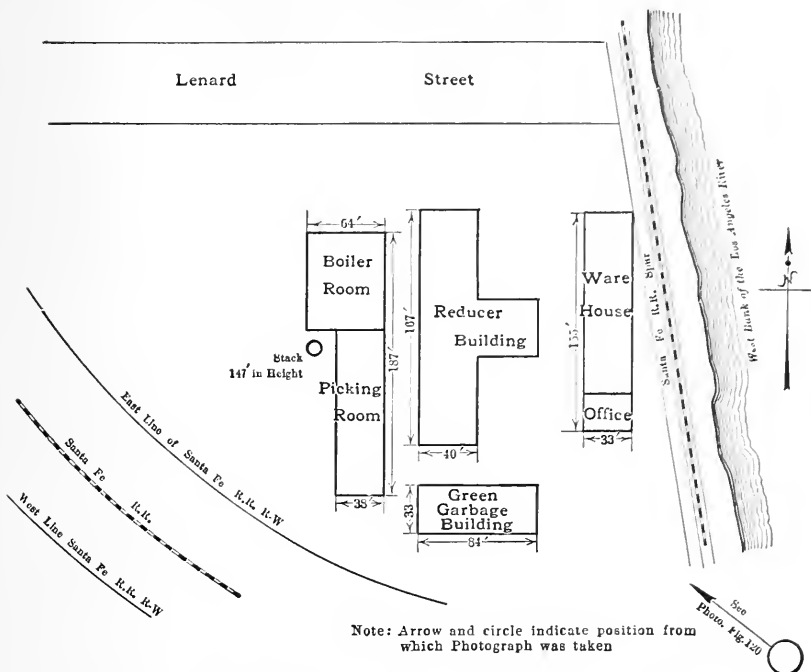 Lenard Street
64'
Boiler
Room
Stack
147' in Height
Picking
Room
187'
38'
167'
Reducer
Building
40'
Green
Garbage
Building
33
84'
Ware
House
155'
Office
33'
Santa Fe R.R. Spur
West Bank of the Los Angeles River
East Line of Santa Fe R.R. R-W
Santa Fe R.R.
West Line Santa Fe R.R. R-W
See
Photo. Fig. 120
Note: Arrow and circle indicate position from
which Photograph was taken